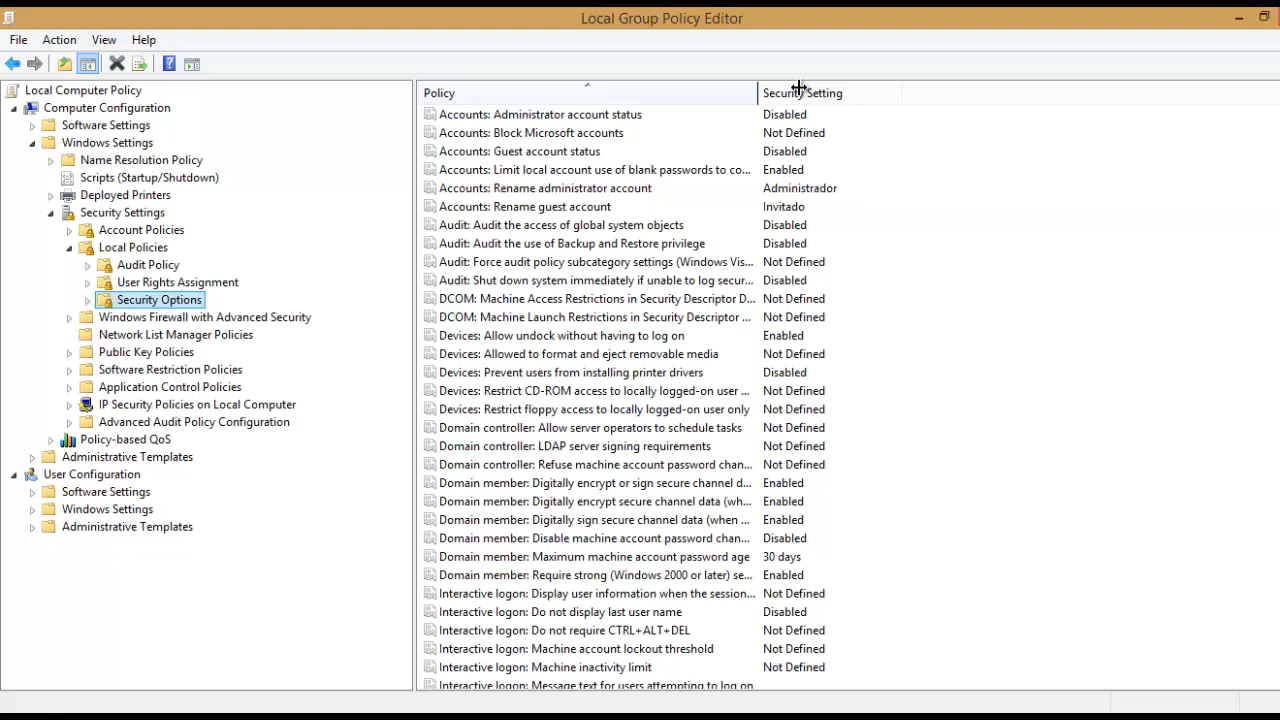 Local Group Policy Editor
File Action View Help
Local Computer Policy
Computer Configuration
Software Settings
Windows Settings
Name Resolution Policy
Scripts (Startup/Shutdown)
Deployed Printers
Security Settings
Account Policies
Local Policies
Audit Policy
User Rights Assignment
Security Options
Windows Firewall with Advanced Security
Network List Manager Policies
Public Key Policies
Software Restriction Policies
Application Control Policies
IP Security Policies on Local Computer
Advanced Audit Policy Configuration
Policy-based QoS
Administrative Templates
User Configuration
Software Settings
Windows Settings
Administrative Templates
Policy Security Setting
Accounts: Administrator account status Disabled
Accounts: Block Microsoft accounts Not Defined
Accounts: Guest account status Disabled
Accounts: Limit local account use of blank passwords to co... Enabled
Accounts: Rename administrator account Administrador
Accounts: Rename guest account Invitado
Audit: Audit the access of global system objects Disabled
Audit: Audit the use of Backup and Restore privilege Disabled
Audit: Force audit policy subcategory settings (Windows Vis... Not Defined
Audit: Shut down system immediately if unable to log secur... Disabled
DCOM: Machine Access Restrictions in Security Descriptor D... Not Defined
DCOM: Machine Launch Restrictions in Security Descriptor ... Not Defined
Devices: Allow undock without having to log on Enabled
Devices: Allowed to format and eject removable media Not Defined
Devices: Prevent users from installing printer drivers Disabled
Devices: Restrict CD-ROM access to locally logged-on user ... Not Defined
Devices: Restrict floppy access to locally logged-on user only Not Defined
Domain controller: Allow server operators to schedule tasks Not Defined
Domain controller: LDAP server signing requirements Not Defined
Domain controller: Refuse machine account password chan... Not Defined
Domain member: Digitally encrypt or sign secure channel d... Enabled
Domain member: Digitally encrypt secure channel data (wh... Enabled
Domain member: Digitally sign secure channel data (when ... Enabled
Domain member: Disable machine account password chan... Disabled
Domain member: Maximum machine account password age 30 days
Domain member: Require strong (Windows 2000 or later) se... Enabled
Interactive logon: Display user information when the session... Not Defined
Interactive logon: Do not display last user name Disabled
Interactive logon: Do not require CTRL+ALT+DEL Not Defined
Interactive logon: Machine account lockout threshold Not Defined
Interactive logon: Machine inactivity limit Not Defined
Interactive logon: Message text for users attempting to log on